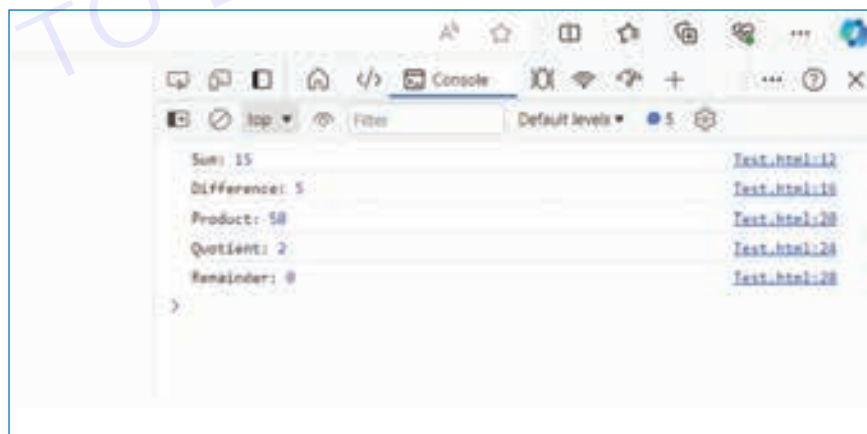 TO
A
</> Console
top Filter Default levels 5
Sum: 15 Test.html:12
Difference: 5 Test.html:16
Product: 50 Test.html:20
Quotient: 2 Test.html:24
Remainder: 0 Test.html:28